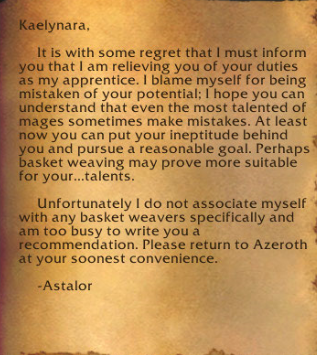 Kaelynara,
It is with some regret that I must inform
you that I am relieving you of your duties
as my apprentice. I blame myself for being
mistaken of your potential; I hope you can
understand that even the most talented of
mages sometimes make mistakes. At least
now you can put your ineptitude behind
you and pursue a reasonable goal. Perhaps
basket weaving may prove more suitable
for your...talents.
Unfortunately I do not associate myself
with any basket weavers specifically and
am too busy to write you a
recommendation. Please return to Azeroth
at your soonest convenience.
-Astalor